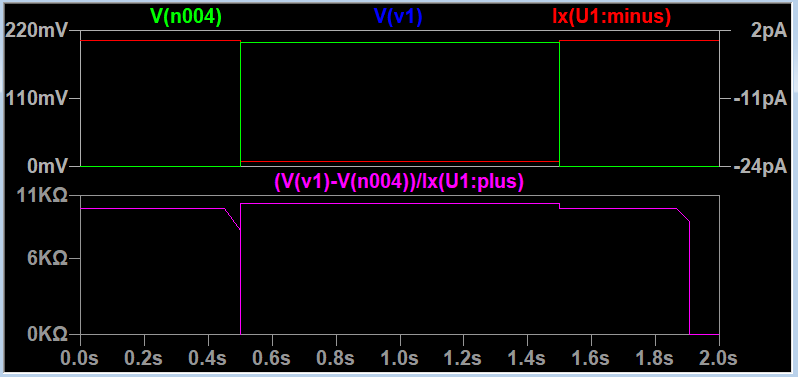 V(n004) V(v1) Ix(U1:minus)
220mV 2pA
110mV -11pA
0mV -24pA
(V(v1)-V(n004))/Ix(U1:plus)
11KΩ
6KΩ
0KΩ
0.0s 0.2s 0.4s 0.6s 0.8s 1.0s 1.2s 1.4s 1.6s 1.8s 2.0s